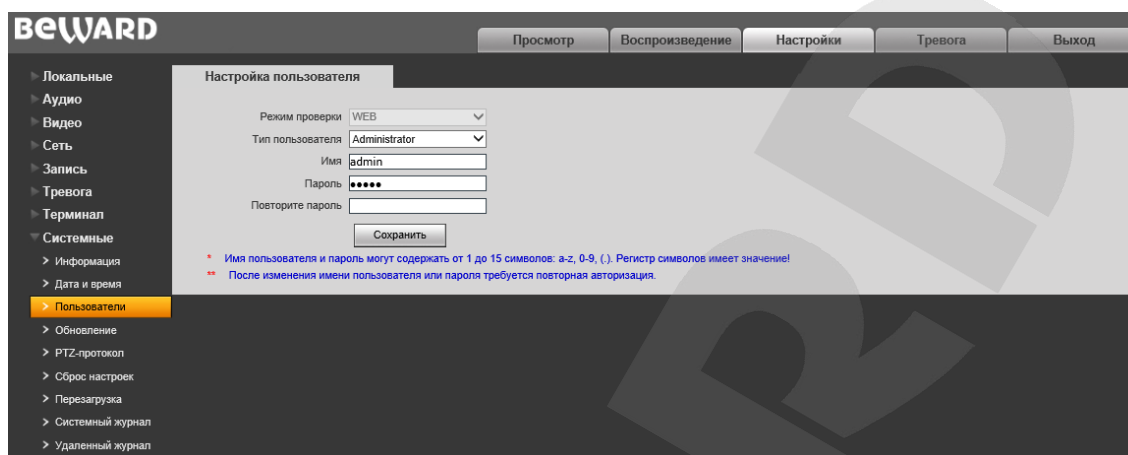 BEWARD
Просмотр Воспроизведение Настройки Тревога Выход
Локальные
Аудио
Видео
Сеть
Запись
Тревога
Терминал
Системные
Информация
Дата и время
Пользователи
Обновление
PTZ-протокол
Сброс настроек
Перезагрузка
Системный журнал
Удаленный журнал
Настройка пользователя
Режим проверки WEB
Тип пользователя Administrator
Имя admin
Пароль •••••
Повторите пароль
Сохранить
* Имя пользователя и пароль могут содержать от 1 до 15 символов: a-z, 0-9, (.). Регистр символов имеет значение!
** После изменения имени пользователя или пароля требуется повторная авторизация.